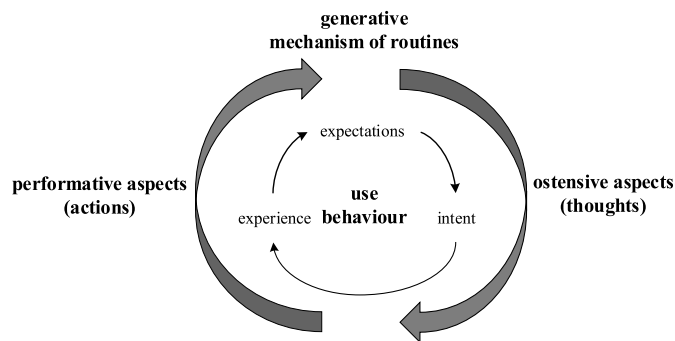 generative
mechanism of routines
expectations
performative aspects
(actions)
ostensive aspects
(thoughts)
use
behaviour
experience
intent